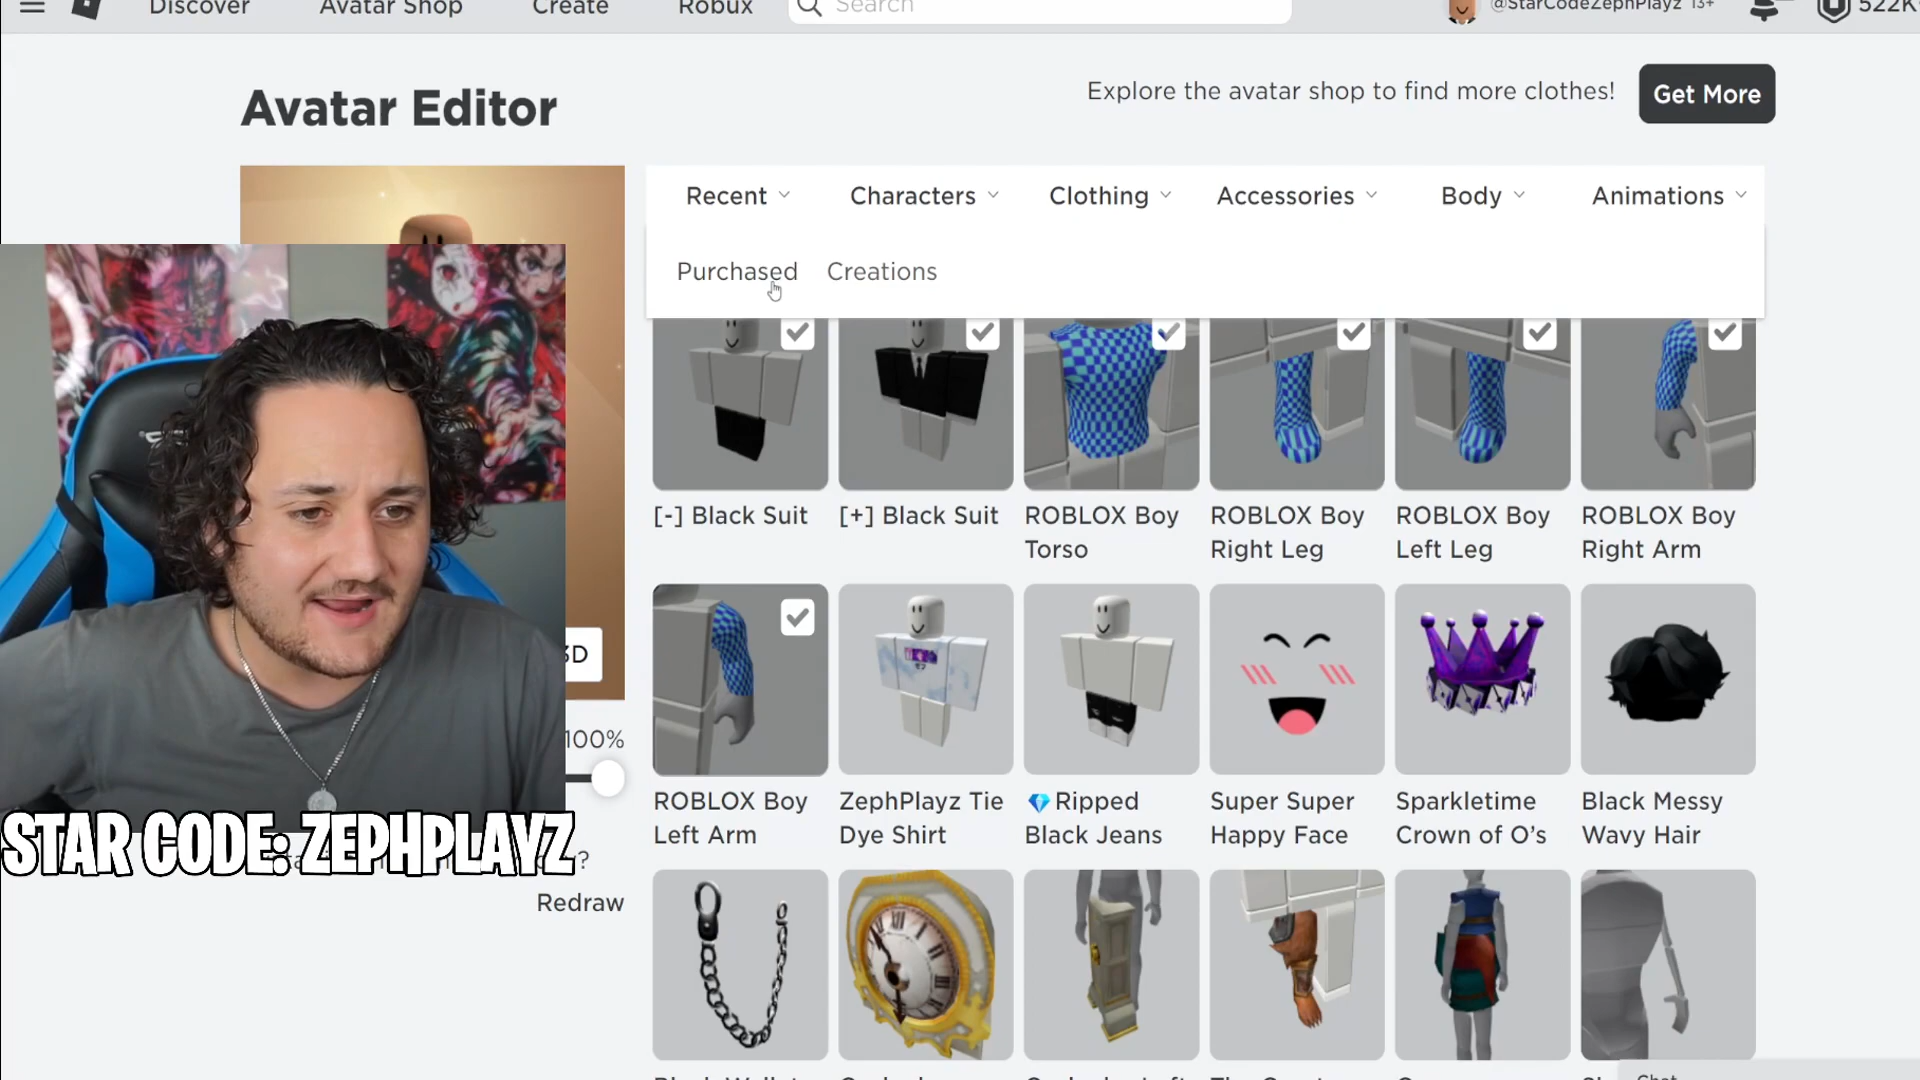 Discover Avatar Shop Create Robux Search @StarCodeZephPlayz 13+ 522K
Avatar Editor
Explore the avatar shop to find more clothes! Get More
Recent Characters Clothing Accessories Body Animations
Purchased Creations
[-] Black Suit
[+] Black Suit
ROBLOX Boy
Torso
ROBLOX Boy
Right Leg
ROBLOX Boy
Left Leg
ROBLOX Boy
Right Arm
3D
100%
ROBLOX Boy
Left Arm
ZephPlayz Tie
Dye Shirt
Ripped
Black Jeans
Super Super
Happy Face
Sparkletime
Crown of O's
Black Messy
Wavy Hair
STAR CODE: ZEPHPLAYZ
?
Redraw
Chat